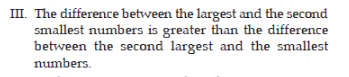 III. The difference between the largest and the second
smallest numbers is greater than the difference
between the second largest and the smallest
numbers.